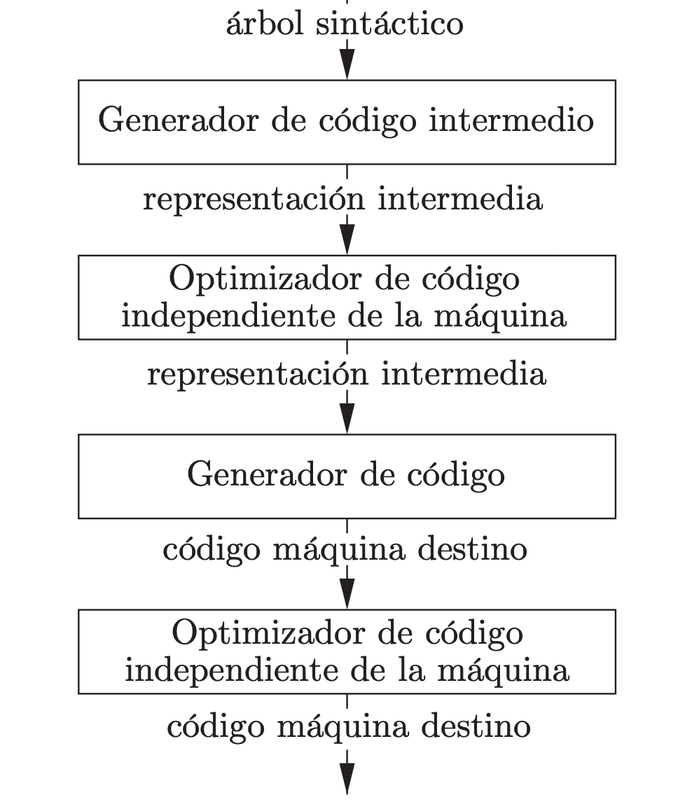 árbol sintáctico
Generador de código intermedio
representación intermedia
Optimizador de código
independiente de la máquina
representación intermedia
Generador de código
código máquina destino
Optimizador de código
independiente de la máquina
código máquina destino